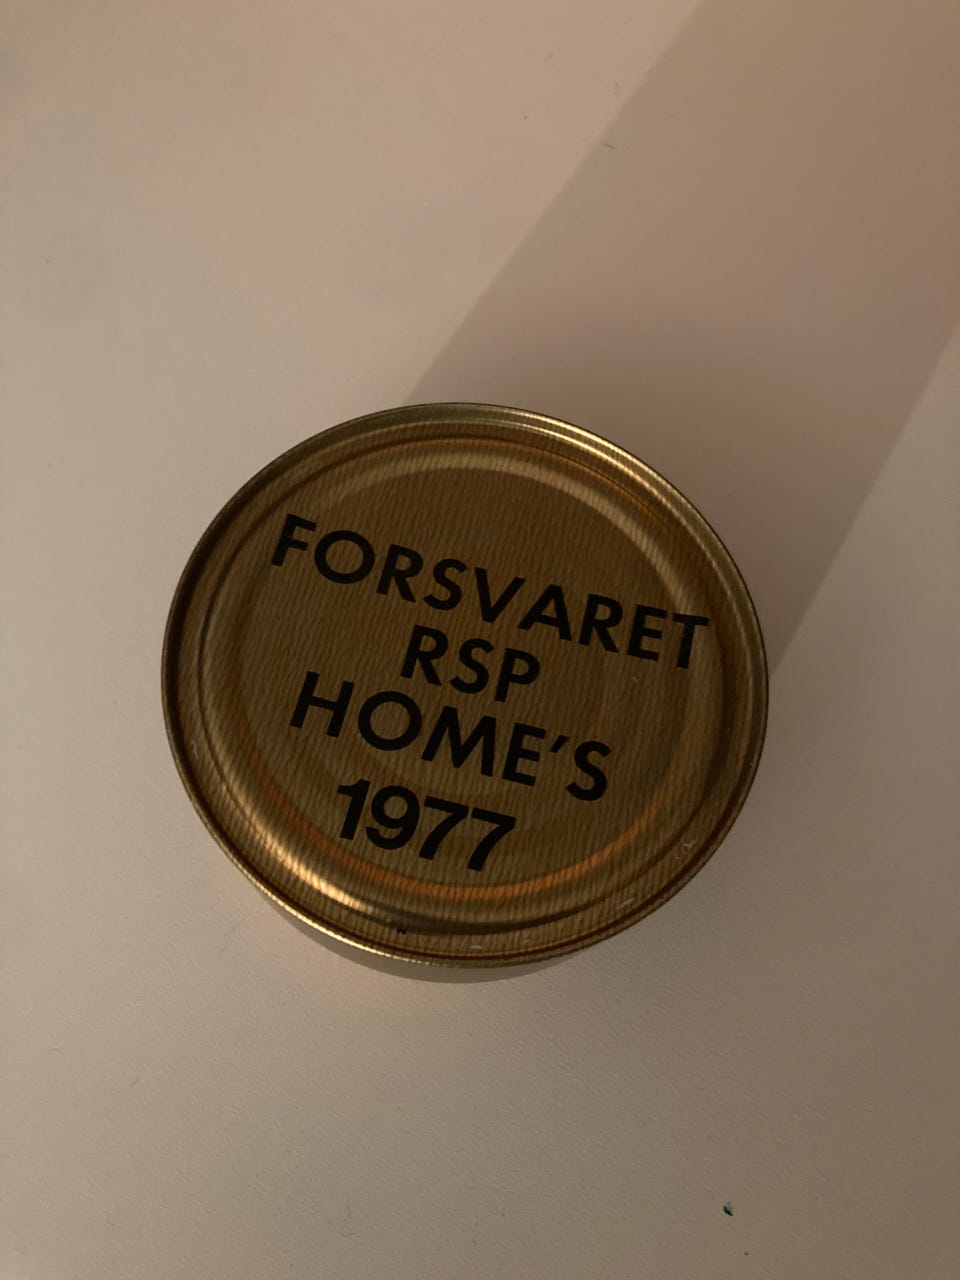 FORSVARET
RSP
HOME'S
1977